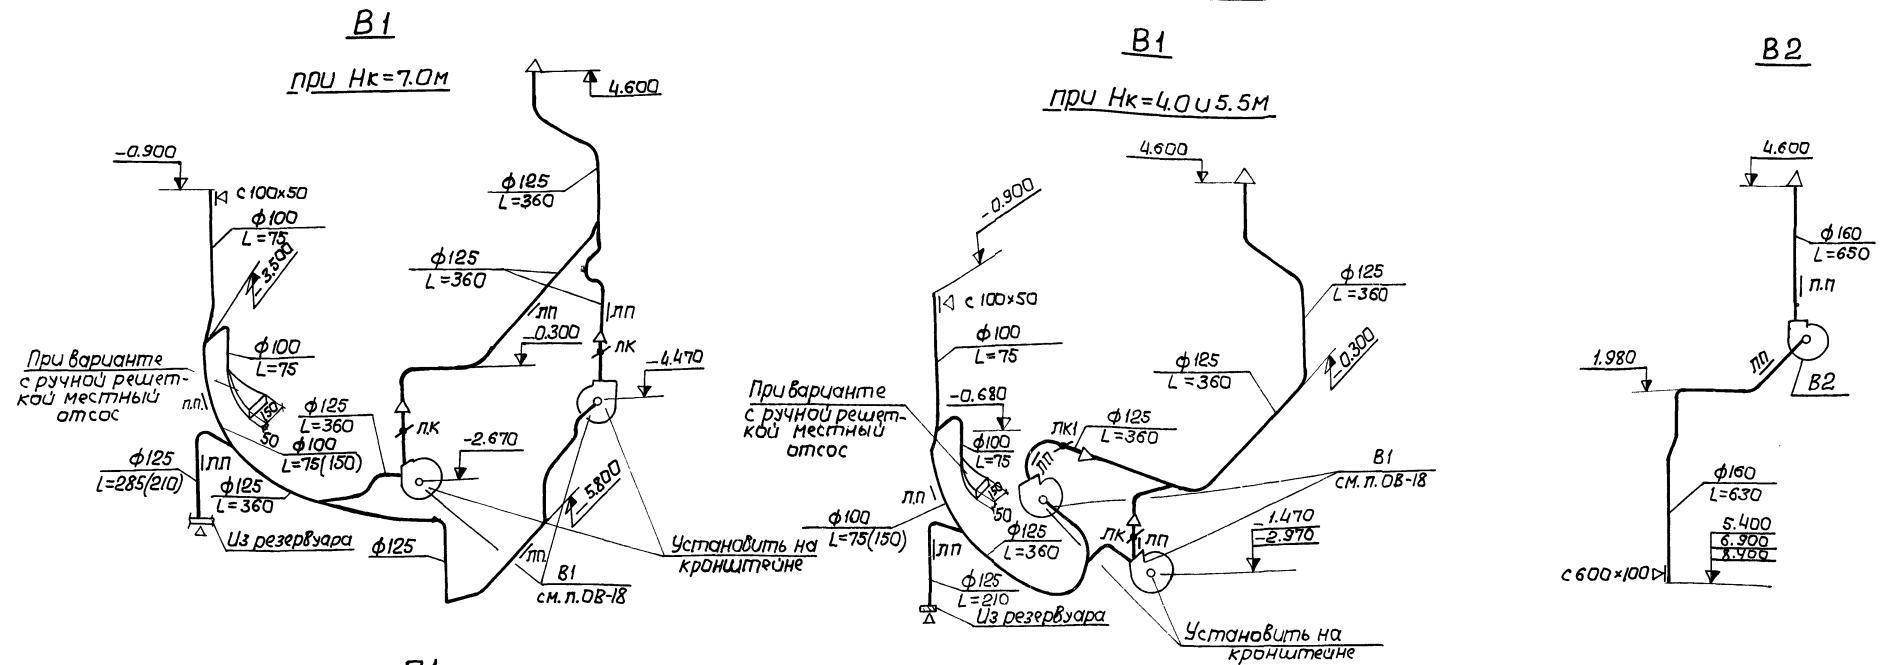 В1
при Нк=7.0м
4.600
-0.900
с 100х50
ф100
L=75
-3.500
ф125
L=360
ф125
L=360
ЛП
ЛП
-0.300
ЛК
-4.470
При варианте
с ручной решет-
кой местный
отсос
ф100
L=75
п.п.
50
50
ф125
L=360
Л.К
-2.670
ф100
L=75(150)
ф125
L=285(210)
ЛП
ф125
L=360
Из резервуара
ф125
-5.800
ЛП
Установить на
кронштейне
В1
см.л.ОВ-18
В1
при Нк=4.0 и 5.5м
4.600
-0.900
с 100х50
ф100
L=75
ф125
L=360
-0.300
ф125
L=360
При варианте
с ручной решет-
кой местный
отсос
-0.680
ф100
L=75
ЛК1
ф125
L=360
ЛП
50
50
Л.П
ф100
L=75(150)
ЛП
ф125
L=360
ф125
L=210
Из резервуара
ЛК
ЛП
В1
см.л.ОВ-18
-1.470
-2.970
Установить на
кронштейне
В2
4.600
ф160
L=650
п.п
ЛП
В2
1.980
ф160
L=630
5.400
6.900
8.400
с 600х100